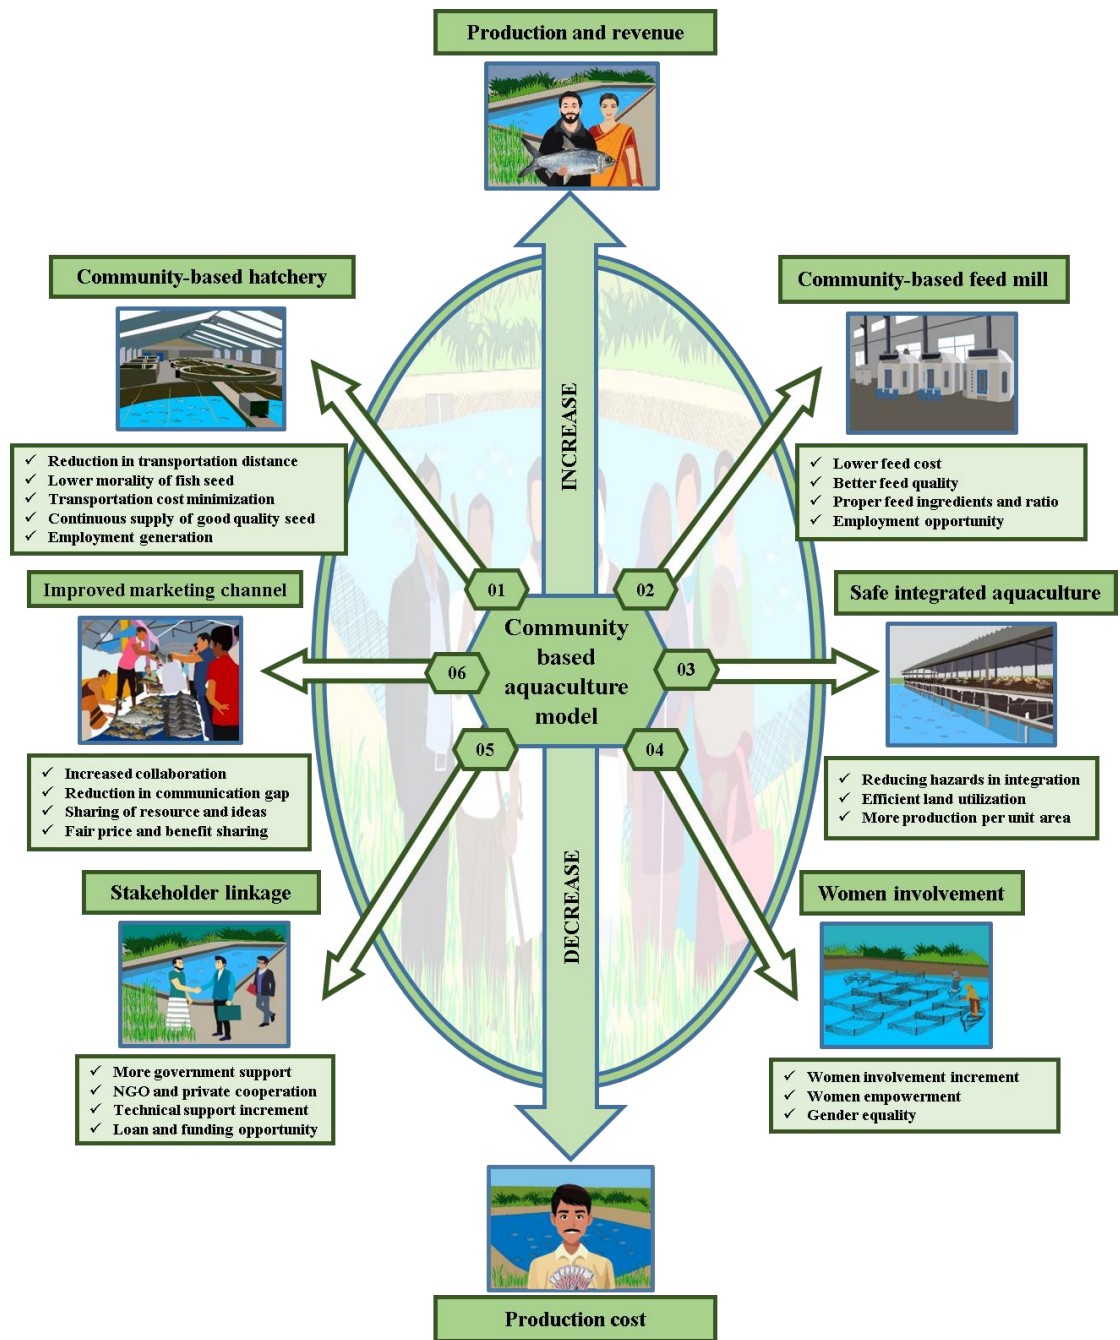 Production and revenue
Community-based hatchery
✓ Reduction in transportation distance
✓ Lower morality of fish seed
✓ Transportation cost minimization
✓ Continuous supply of good quality seed
✓ Employment generation
Community-based feed mill
✓ Lower feed cost
✓ Better feed quality
✓ Proper feed ingredients and ratio
✓ Employment opportunity
INCREASE
01
02
Community
based
aquaculture
model
03
04
05
06
Improved marketing channel
✓ Increased collaboration
✓ Reduction in communication gap
✓ Sharing of resource and ideas
✓ Fair price and benefit sharing
Safe integrated aquaculture
✓ Reducing hazards in integration
✓ Efficient land utilization
✓ More production per unit area
DECREASE
Stakeholder linkage
✓ More government support
✓ NGO and private cooperation
✓ Technical support increment
✓ Loan and funding opportunity
Women involvement
✓ Women involvement increment
✓ Women empowerment
✓ Gender equality
Production cost